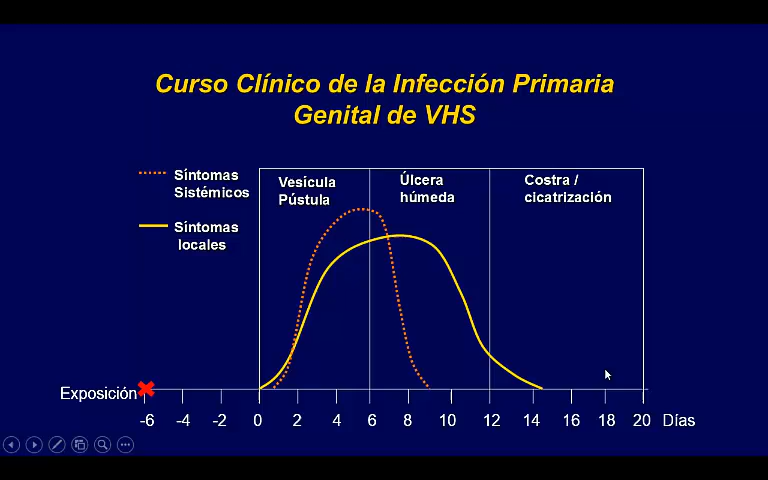 Curso Clínico de la Infección Primaria
Genital de VHS
Síntomas
Sistémicos
Síntomas
locales
Vesícula
Pústula
Úlcera
húmeda
Costra /
cicatrización
Exposición
-6 -4 -2 0 2 4 6 8 10 12 14 16 18 20 Días